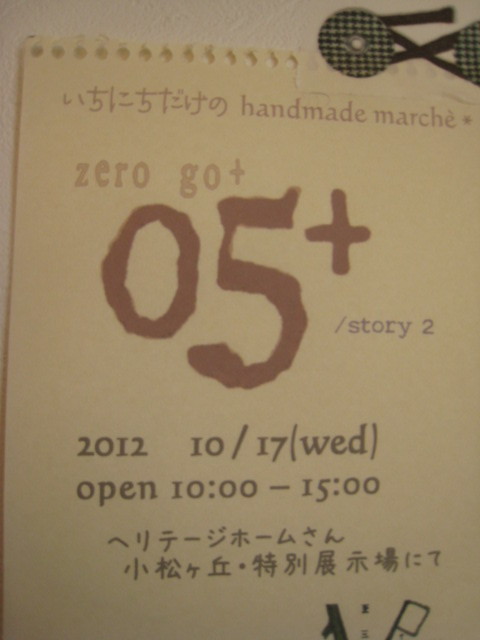 いちにちだけの handmade marchè *
zero go+
05+
/story 2
2012 10/17(wed)
open 10:00 – 15:00
ヘリテージホームさん
小松ヶ丘・特別展示場にて